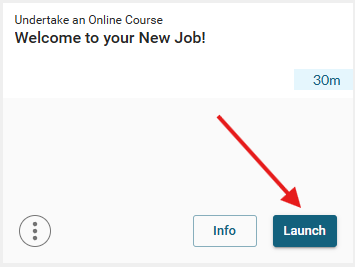 Undertake an Online Course
Welcome to your New Job!
30m
Info
Launch